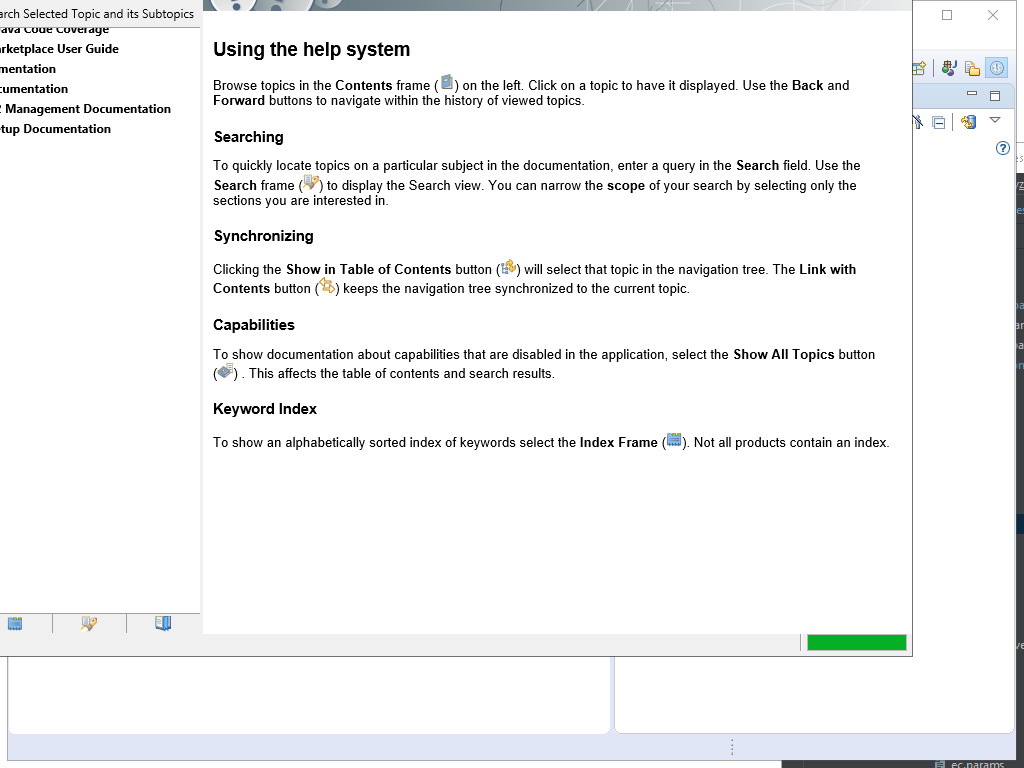 arch Selected Topic and its Subtopics
ava Code Coverage
rketplace User Guide
mentation
cumentation
2 Management Documentation
tup Documentation
Using the help system
Browse topics in the Contents frame ( ) on the left. Click on a topic to have it displayed. Use the Back and
Forward buttons to navigate within the history of viewed topics.
Searching
To quickly locate topics on a particular subject in the documentation, enter a query in the Search field. Use the
Search frame ( ) to display the Search view. You can narrow the scope of your search by selecting only the
sections you are interested in.
Synchronizing
Clicking the Show in Table of Contents button ( ) will select that topic in the navigation tree. The Link with
Contents button ( ) keeps the navigation tree synchronized to the current topic.
Capabilities
To show documentation about capabilities that are disabled in the application, select the Show All Topics button
( ) . This affects the table of contents and search results.
Keyword Index
To show an alphabetically sorted index of keywords select the Index Frame ( ). Not all products contain an index.
ec.params